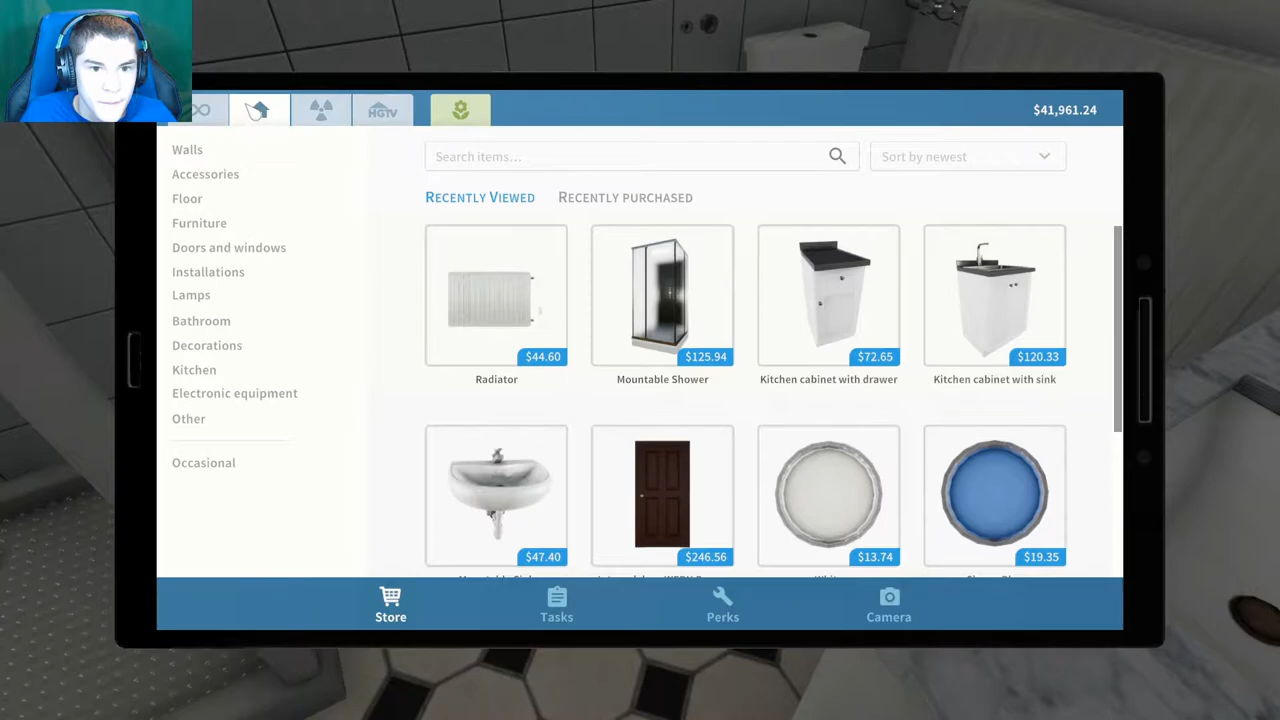 HGTV
$41,961.24
Walls
Accessories
Floor
Furniture
Doors and windows
Installations
Lamps
Bathroom
Decorations
Kitchen
Electronic equipment
Other
Occasional
Search items...
Sort by newest
RECENTLY VIEWED RECENTLY PURCHASED
$44.60 $125.94 $72.65 $120.33
Radiator Mountable Shower Kitchen cabinet with drawer Kitchen cabinet with sink
$47.40 $246.56 $13.74 $19.35
Store Tasks Perks Camera